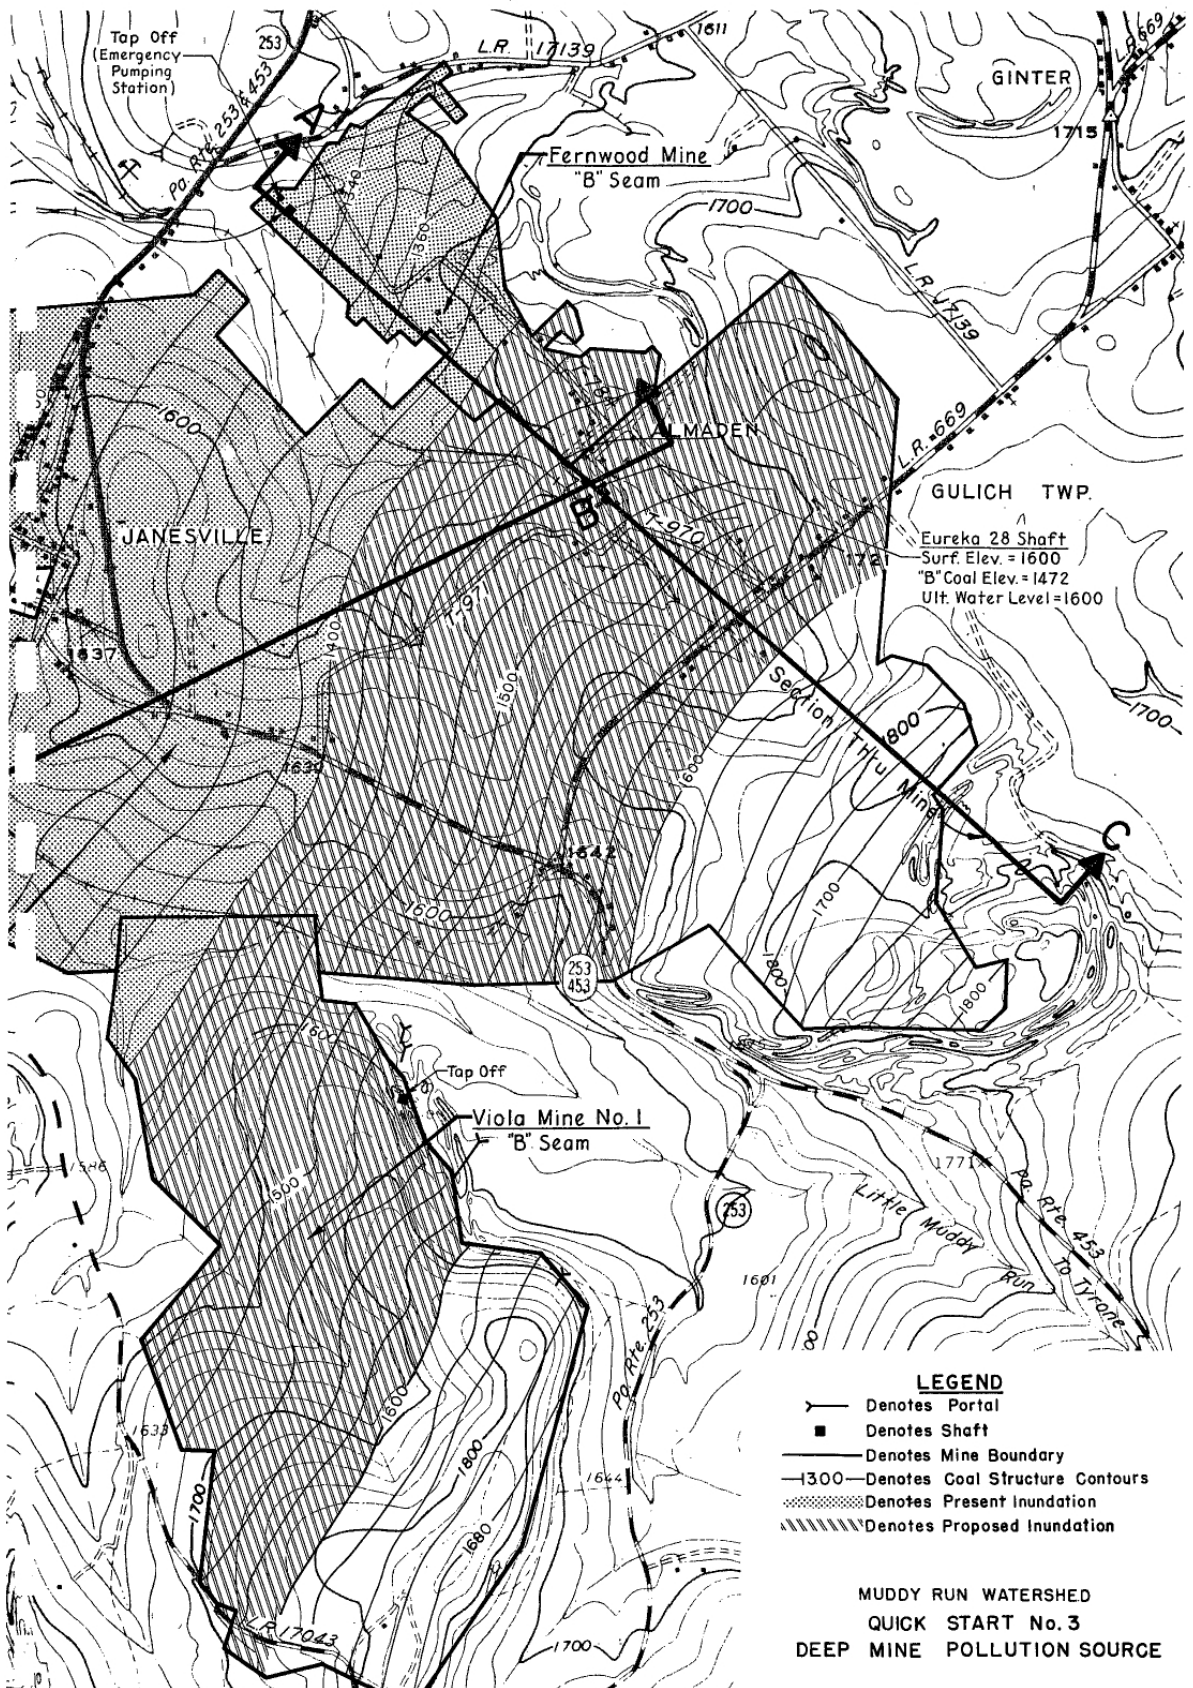 Tap Off
(Emergency
Pumping
Station)
253
L.R. 17139
1611
L.R. 669
GINTER
1715
Pa. Rte. 253 & 453
A
Fernwood Mine
"B" Seam
1340
1350
1700
L.R. 17139
T-784
1600
ALMADEN
L.R. 669
GULICH TWP.
B
T-970
JANESVILLE
Eureka 28 Shaft
Surf. Elev. = 1600
"B" Coal Elev. = 1472
Ult. Water Level = 1600
1721
T-971
1400
1637
1500
Section Thru Mine
1800
1700
1630
1600
C
1642
1600
1700
253
453
1800
1800
1600
Tap Off
Viola Mine No. 1
"B" Seam
1586
1771X
1500
Little Muddy Run
Pa. Rte. 453
To Tyrone
253
1601
Pa. Rte. 253
1600
1633
1800
1700
1644
1680
L.R. 17043
1700
LEGEND
Denotes Portal
Denotes Shaft
Denotes Mine Boundary
1300 Denotes Coal Structure Contours
Denotes Present Inundation
Denotes Proposed Inundation
MUDDY RUN WATERSHED
QUICK START No. 3
DEEP MINE POLLUTION SOURCE